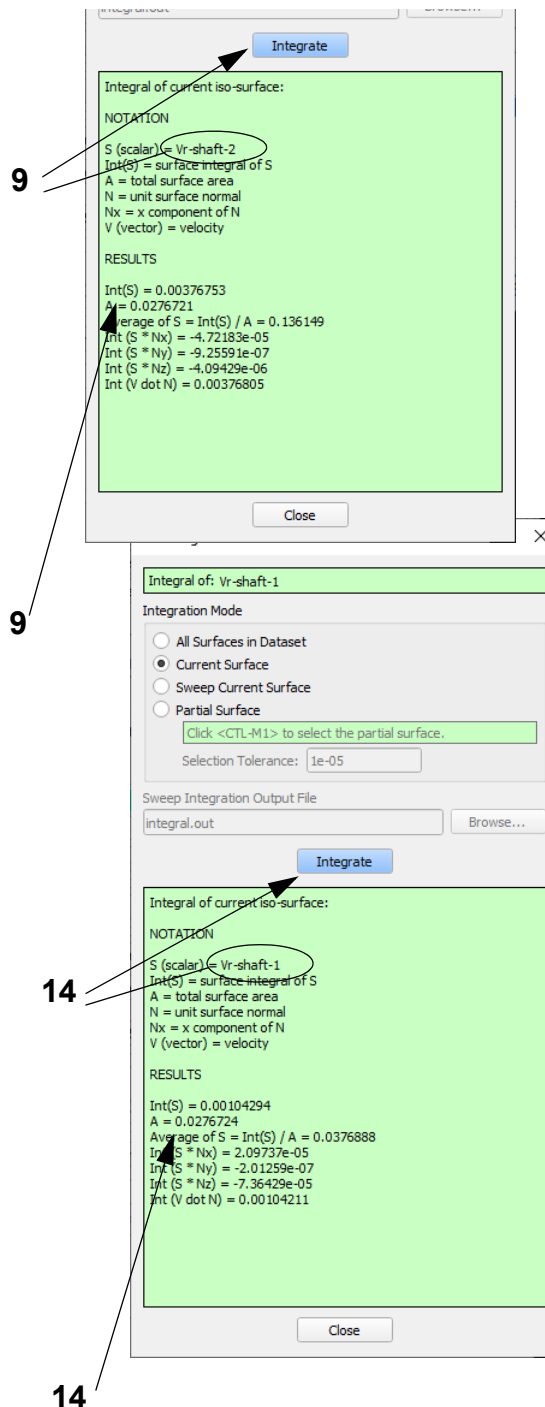 integral.out Browse...
Integrate
Integral of current iso-surface:
NOTATION
S (scalar) = Vr-shaft-2
Int(S) = surface integral of S
9
A = total surface area
N = unit surface normal
Nx = x component of N
V (vector) = velocity
RESULTS
Int(S) = 0.00376753
A = 0.0276721
Average of S = Int(S) / A = 0.136149
Int (S * Nx) = -4.72183e-05
Int (S * Ny) = -9.25591e-07
Int (S * Nz) = -4.09429e-06
Int (V dot N) = 0.00376805
Close
Integral of: Vr-shaft-1
Integration Mode
9
All Surfaces in Dataset
Current Surface
Sweep Current Surface
Partial Surface
Click <CTL-M1> to select the partial surface.
Selection Tolerance: 1e-05
Sweep Integration Output File
integral.out Browse...
Integrate
Integral of current iso-surface:
NOTATION
S (scalar) = Vr-shaft-1
Int(S) = surface integral of S
14
A = total surface area
N = unit surface normal
Nx = x component of N
V (vector) = velocity
RESULTS
Int(S) = 0.00104294
A = 0.0276724
Average of S = Int(S) / A = 0.0376888
Int (S * Nx) = 2.09737e-05
Int (S * Ny) = -2.01259e-07
Int (S * Nz) = -7.36429e-05
Int (V dot N) = 0.00104211
Close
14